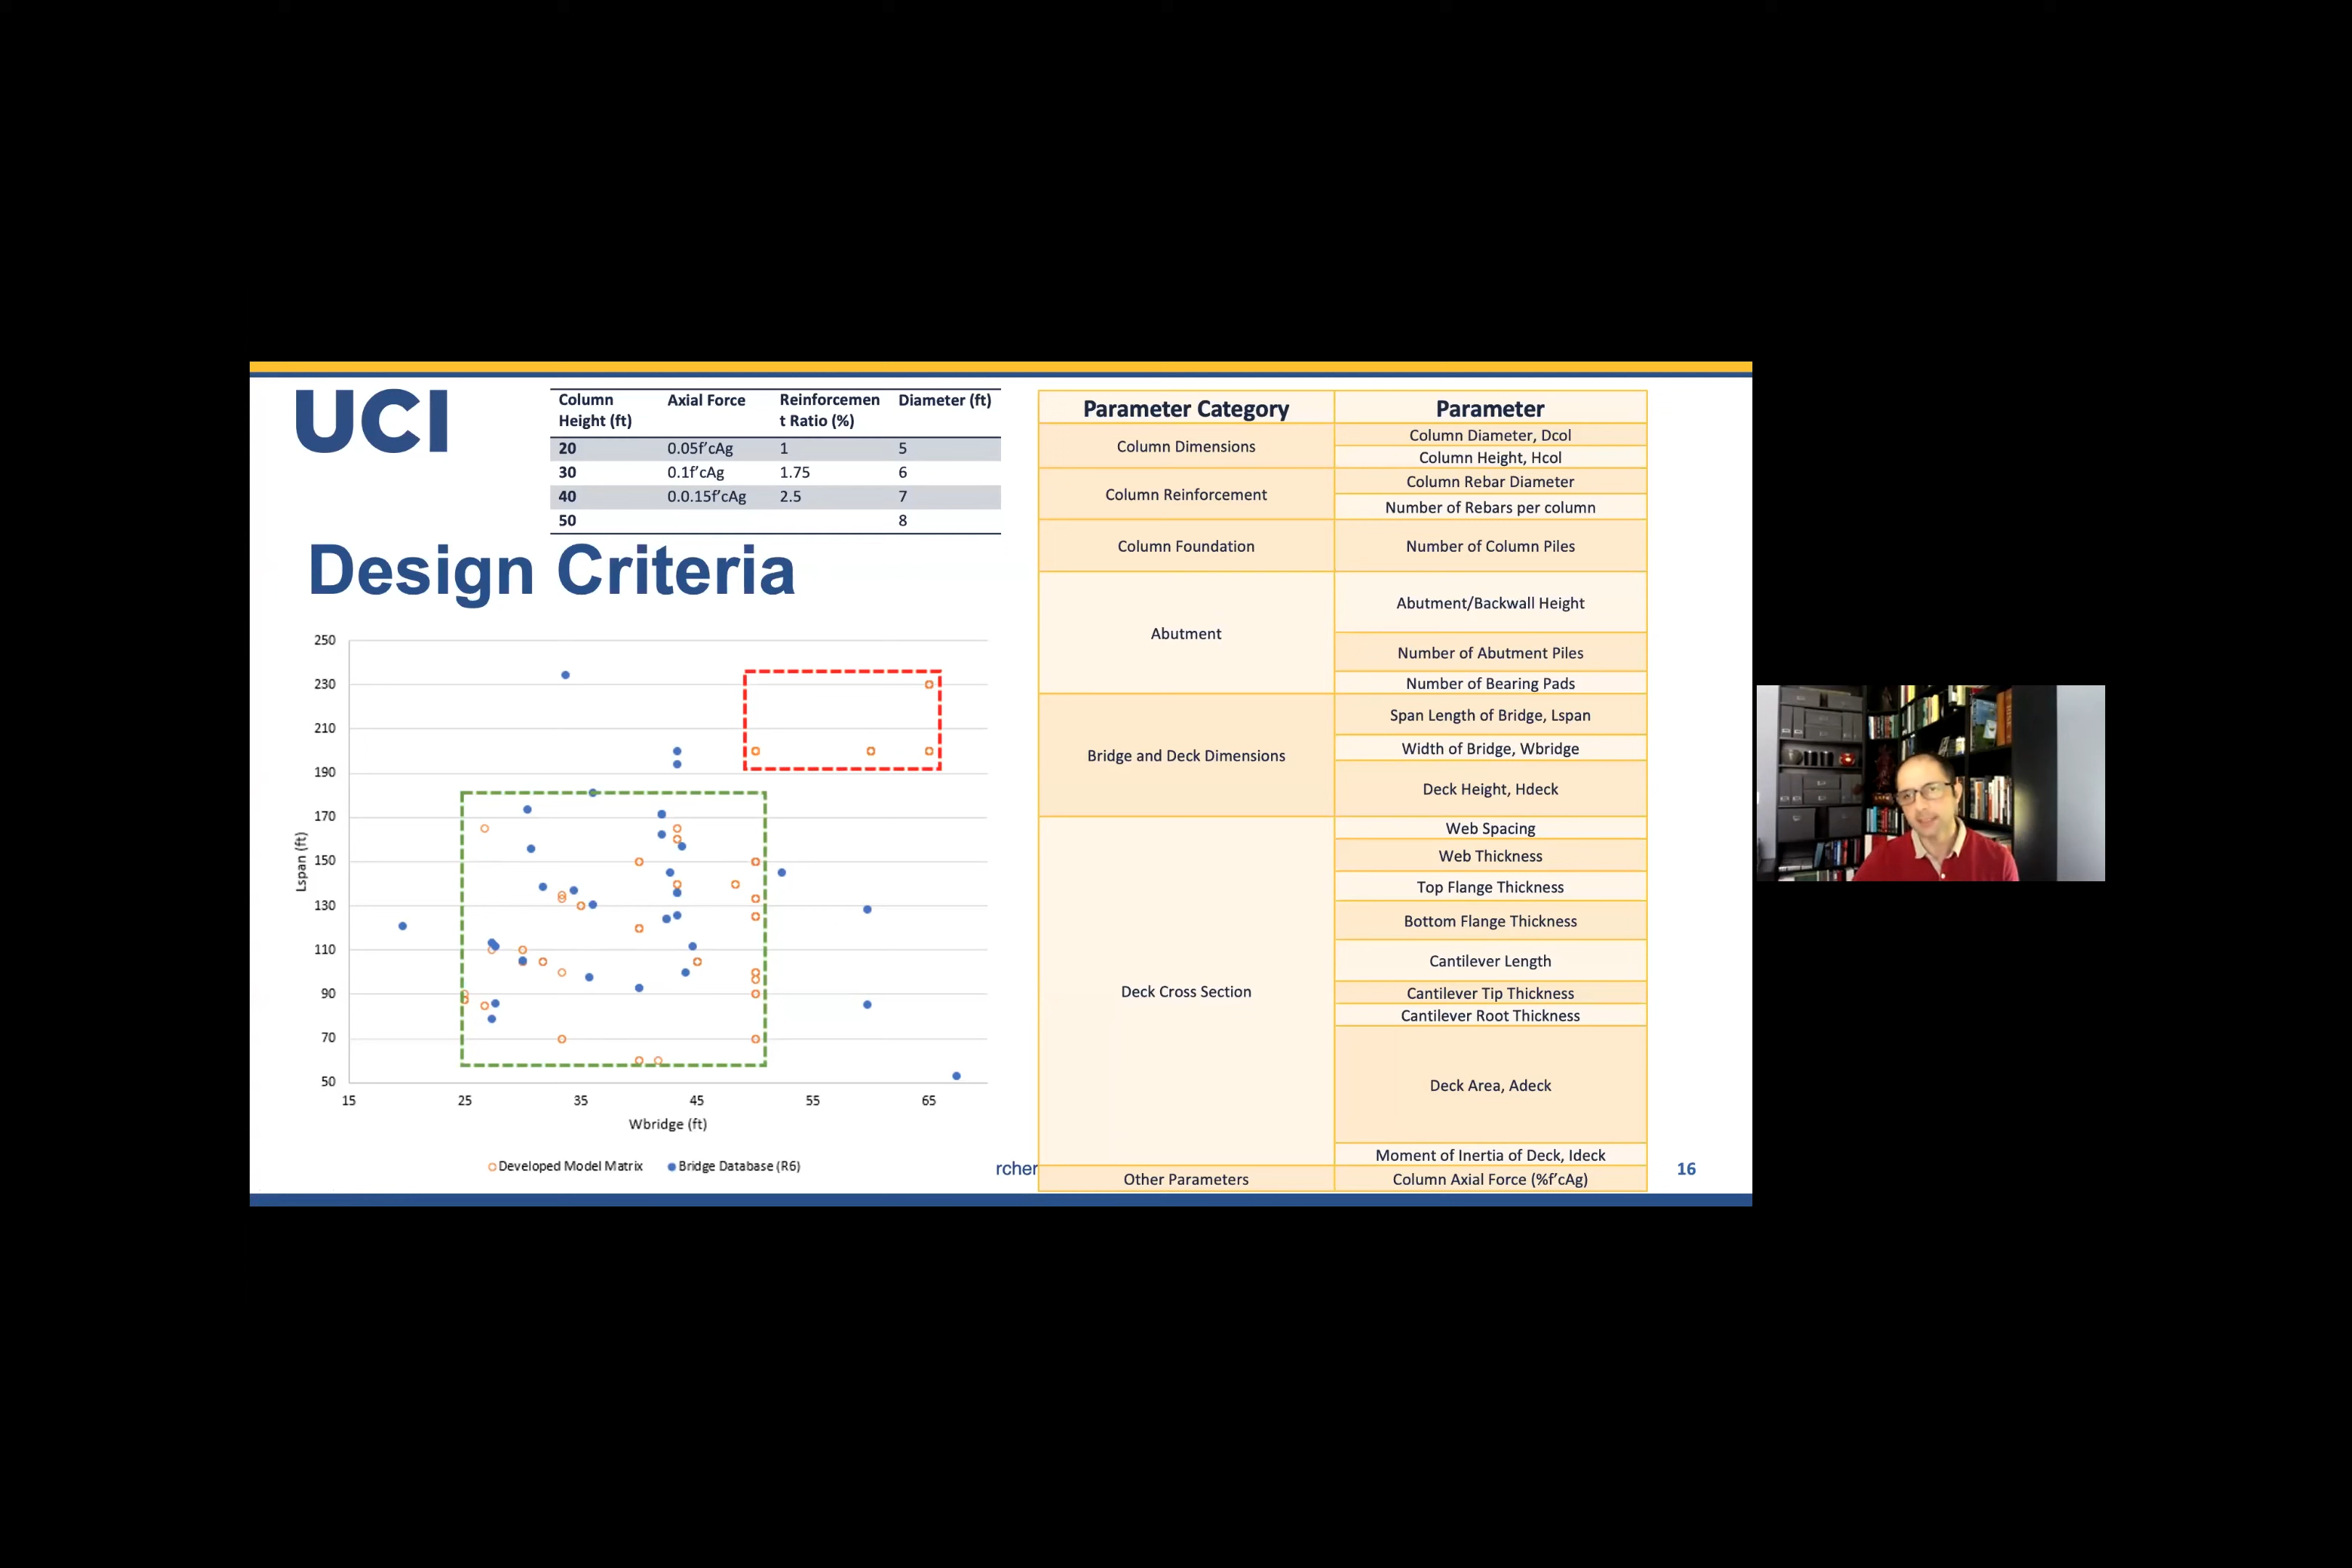 UCI
Column Height (ft) Axial Force Reinforcemen t Ratio (%) Diameter (ft)
20 0.05f'cAg 1 5
30 0.1f'cAg 1.75 6
40 0.0.15f'cAg 2.5 7
50 8
Design Criteria
250
230
210
190
170
150
130
110
90
70
50
Lspan (ft)
15 25 35 45 55 65
Wbridge (ft)
Developed Model Matrix Bridge Database (R6)
rcher
Parameter Category Parameter
Column Dimensions
Column Diameter, Dcol
Column Height, Hcol
Column Reinforcement
Column Rebar Diameter
Number of Rebars per column
Column Foundation
Number of Column Piles
Abutment
Abutment/Backwall Height
Number of Abutment Piles
Number of Bearing Pads
Bridge and Deck Dimensions
Span Length of Bridge, Lspan
Width of Bridge, Wbridge
Deck Height, Hdeck
Deck Cross Section
Web Spacing
Web Thickness
Top Flange Thickness
Bottom Flange Thickness
Cantilever Length
Cantilever Tip Thickness
Cantilever Root Thickness
Deck Area, Adeck
Moment of Inertia of Deck, Ideck
Other Parameters
Column Axial Force (%f'cAg)
16